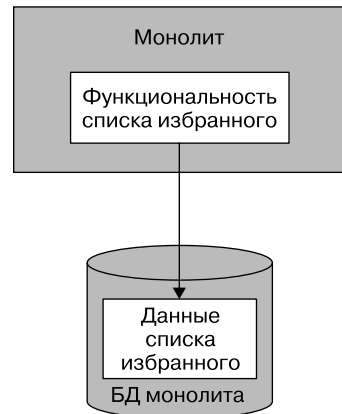 Монолит
Функциональность
списка избранного
Данные
списка
избранного
БД монолита